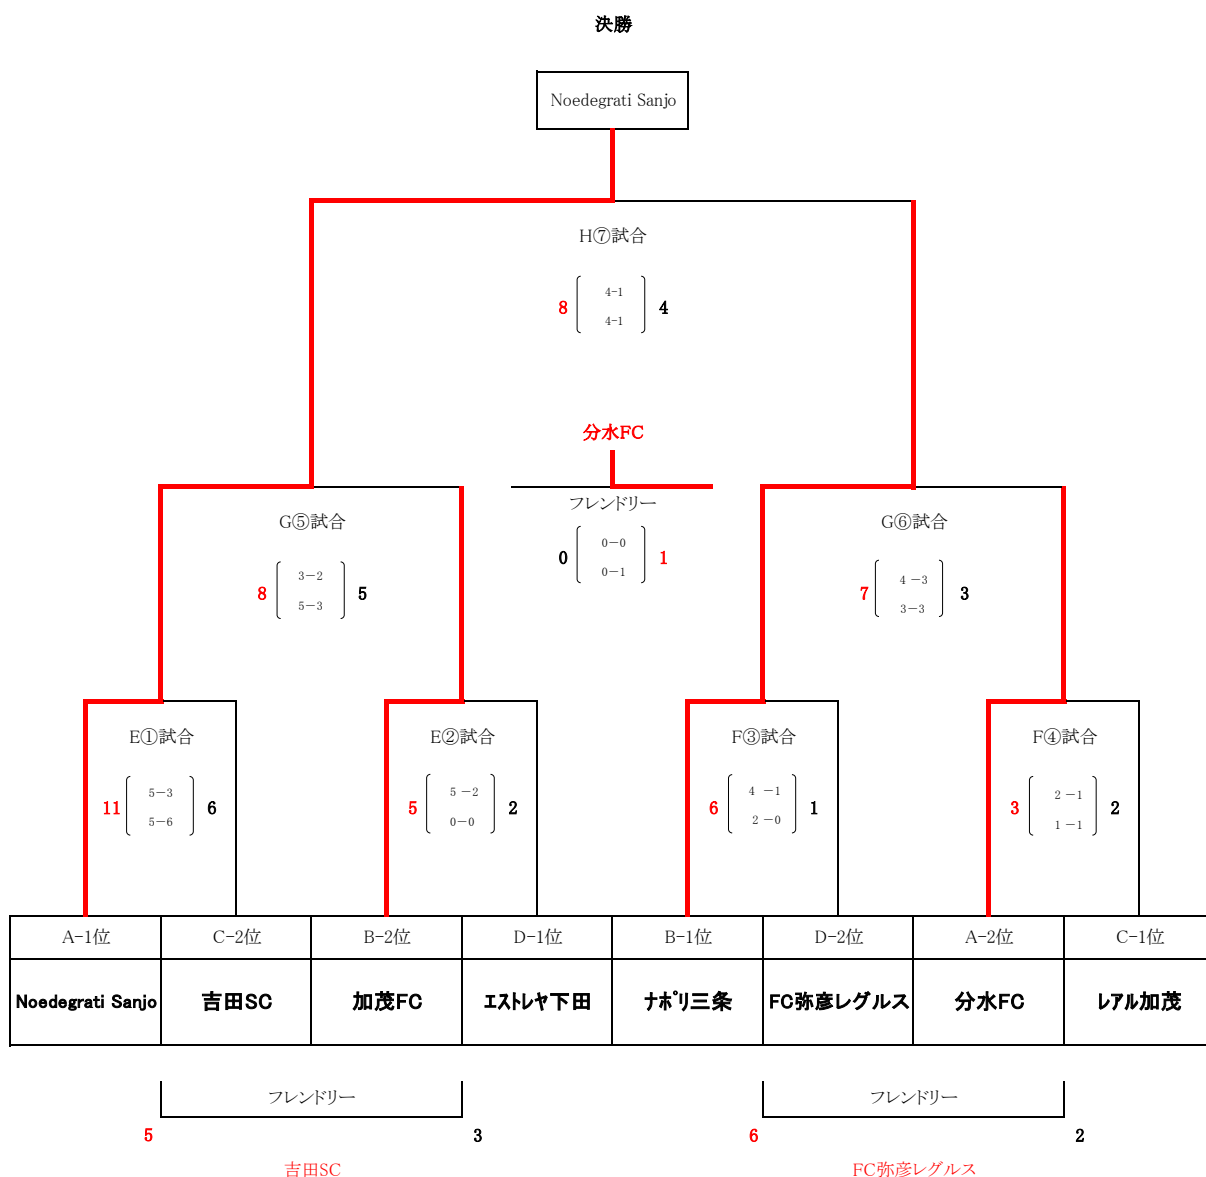 決勝
Noedegrati Sanjo
H⑦試合
4-1
8 4
4-1
分水FC
フレンドリー
G⑤試合 G⑥試合
0−0
0 1
0−1
3−2 4 −3
8 5 7 3
5−3 3−3
E①試合 E②試合 F③試合 F④試合
5−3 5 −2 4 −1 2 −1
11 6 5 2 6 1 3 2
5−6 0−0 2 −0 1 −1
A-1位 C-2位 B-2位 D-1位 B-1位 D-2位 A-2位 C-1位
Noedegrati Sanjo 吉田SC 加茂FC ｴｽﾄﾚﾔ下田 ﾅﾎﾟﾘ三条 FC弥彦レグルス 分水FC ﾚｱﾙ加茂
フレンドリー フレンドリー
5 3 6 2
吉田SC FC弥彦レグルス